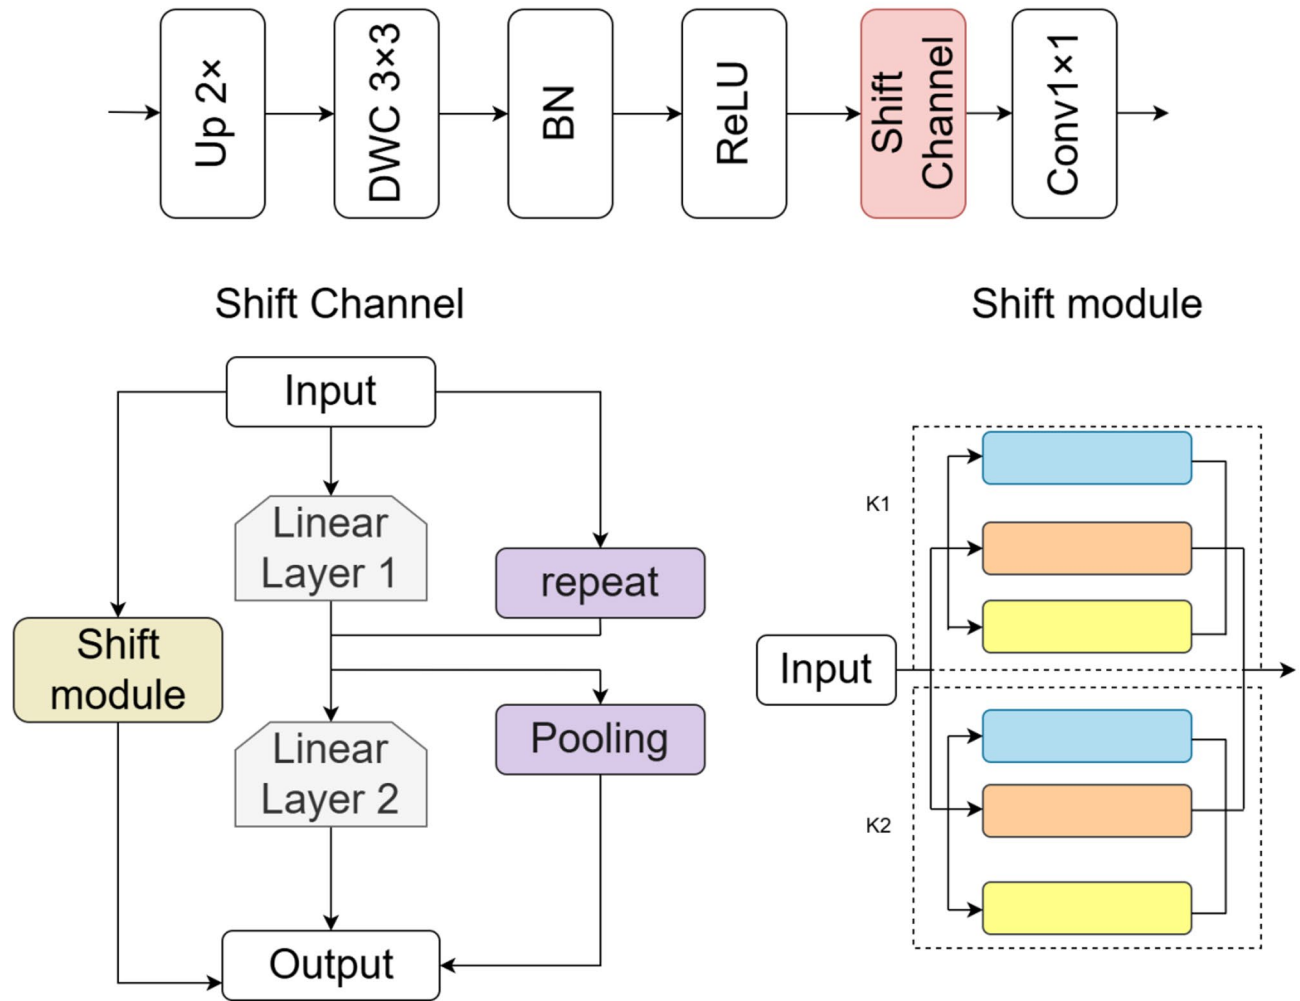 Up 2×
DWC 3×3
BN
ReLU
Shift
Channel
Conv1×1
Shift Channel
Input
Linear
Layer 1
repeat
Shift
module
Linear
Layer 2
Pooling
Output
Shift module
K1
Input
K2